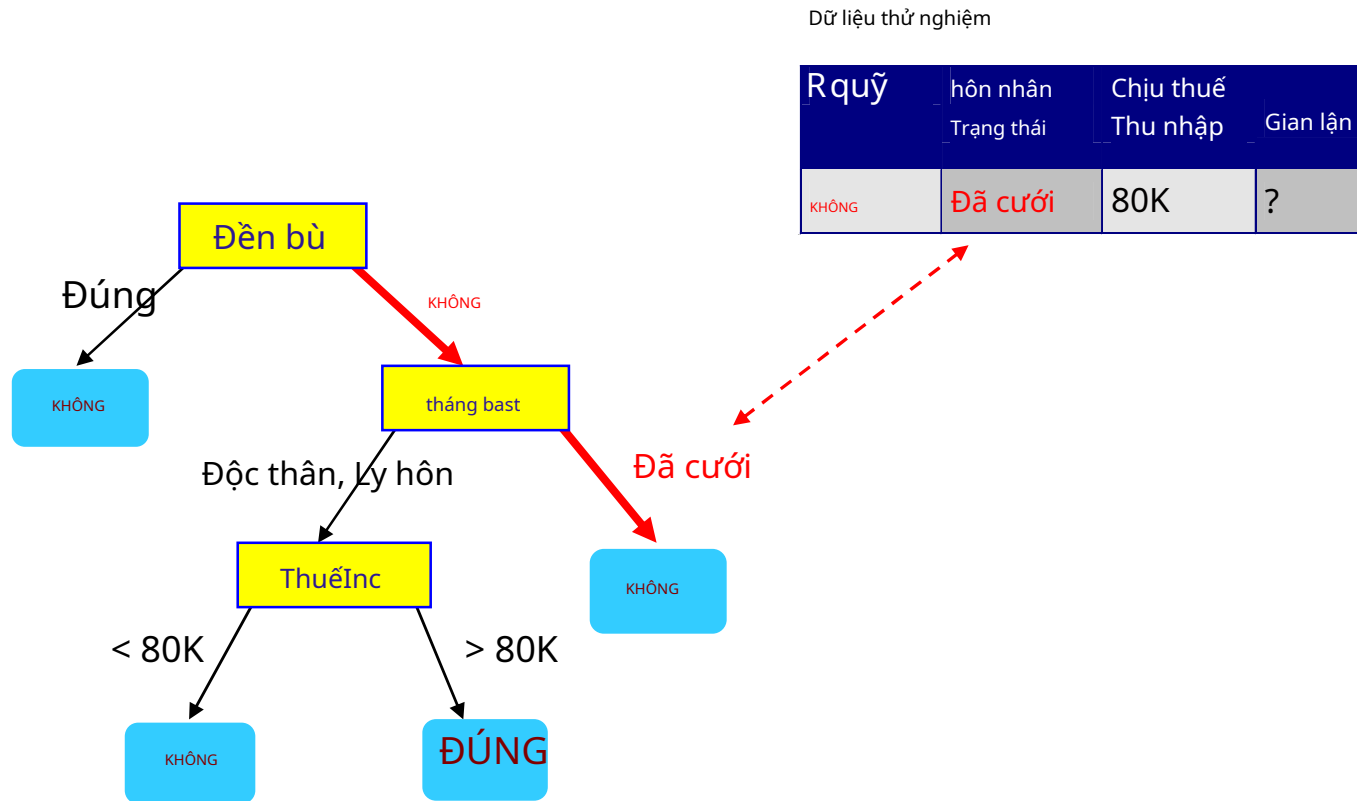 Dữ liệu thử nghiệm
R quỹ
hôn nhân
Trạng thái
Chịu thuế
Thu nhập
Gian lận
KHÔNG
Đã cưới
80K
?
Đền bù
Đúng
KHÔNG
KHÔNG
tháng bast
Độc thân, Ly hôn
Đã cưới
ThuếInc
KHÔNG
< 80K
> 80K
KHÔNG
ĐÚNG